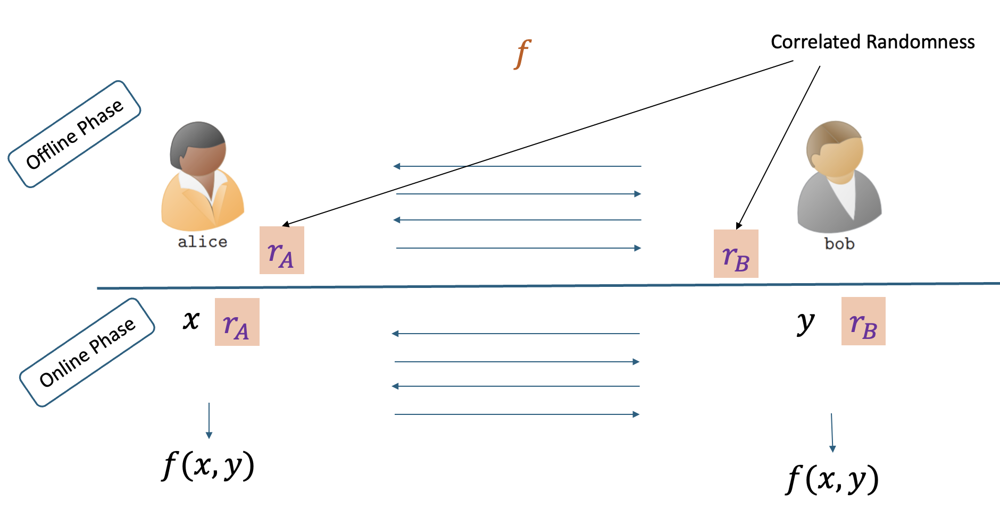 f
Correlated Randomness
Offline Phase
alice
bob
r_A
r_B
Online Phase
x
r_A
y
r_B
f(x, y)
f(x, y)